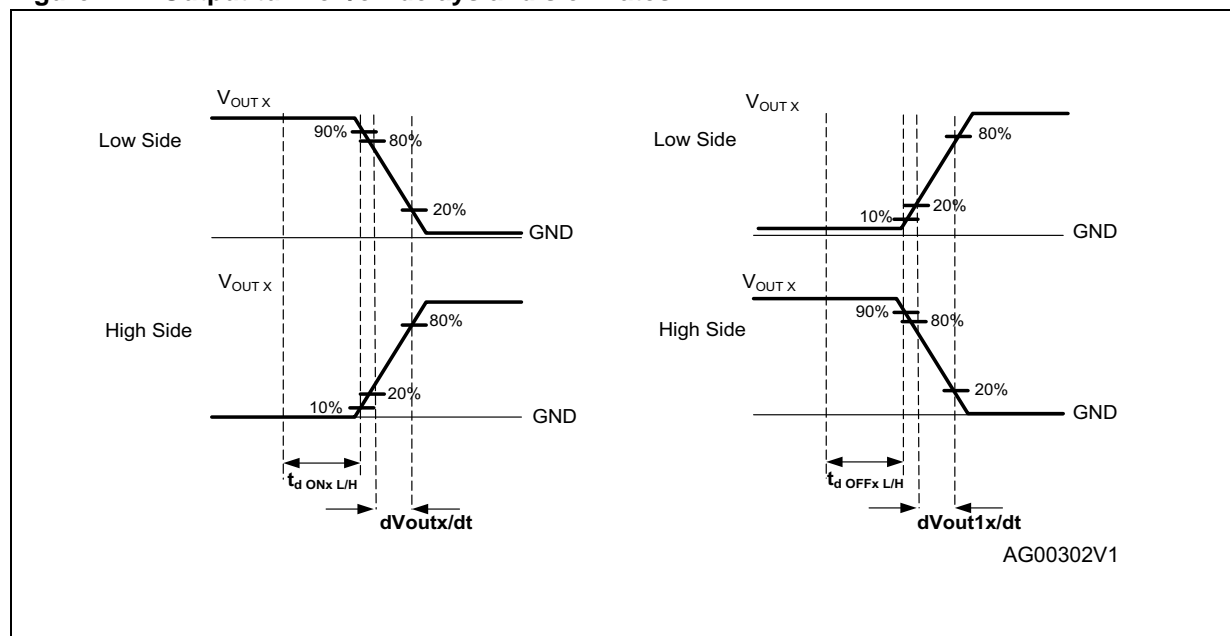 V_OUT X
Low Side
90%
80%
20%
GND
V_OUT X
High Side
80%
20%
10%
GND
t_d ONx L/H
dVoutx/dt
V_OUT X
Low Side
80%
20%
10%
GND
V_OUT X
High Side
90%
80%
20%
GND
t_d OFFx L/H
dVout1x/dt
AG00302V1